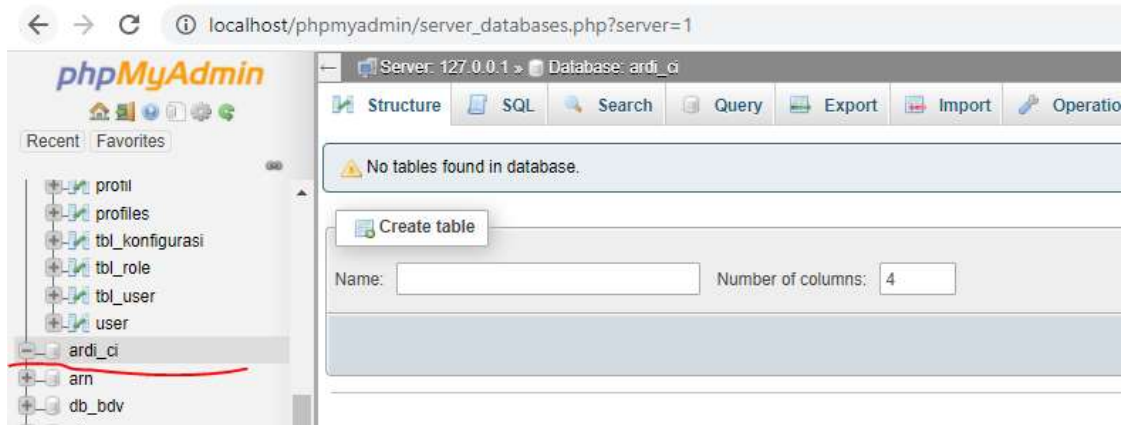 localhost/phpmyadmin/server_databases.php?server=1
phpMyAdmin
Recent Favorites
profil
profiles
tbl_konfigurasi
tbl_role
tbl_user
user
ardi_ci
arn
db_bdv
Server: 127.0.0.1 » Database: ardi_ci
Structure SQL Search Query Export Import Operatio
No tables found in database.
Create table
Name: Number of columns: 4